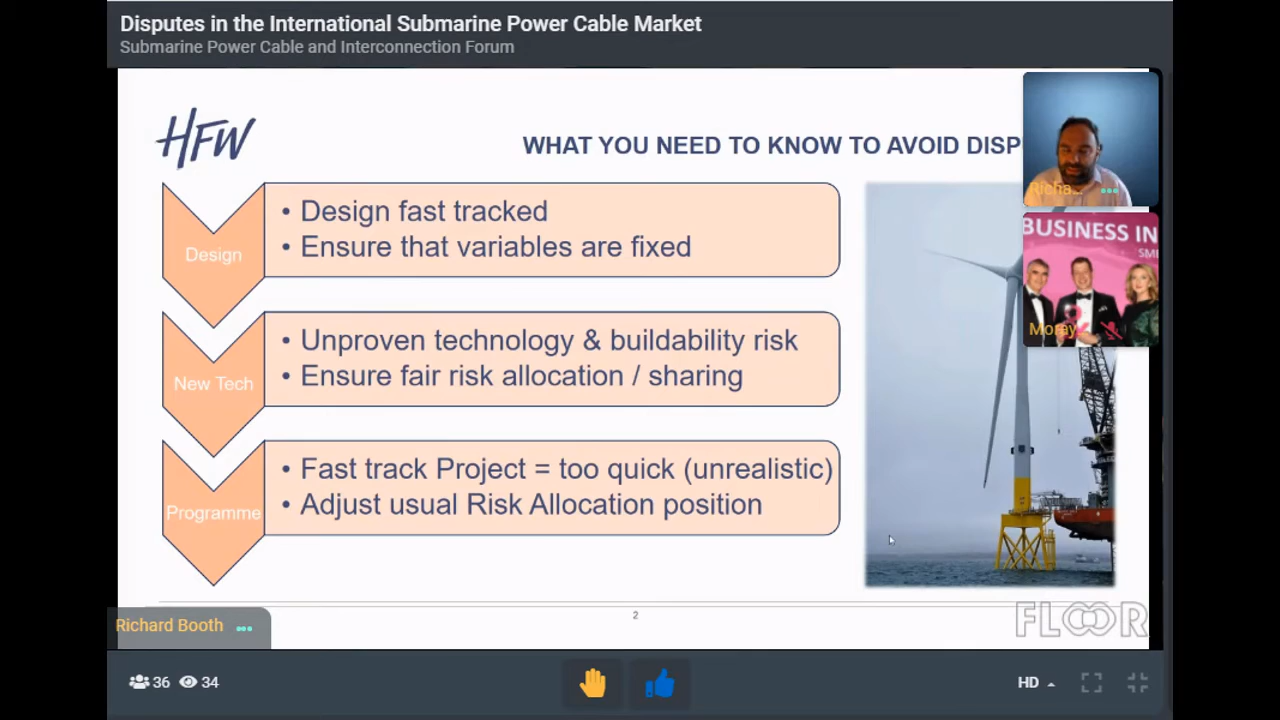 Disputes in the International Submarine Power Cable Market
Submarine Power Cable and Interconnection Forum
HFW
WHAT YOU NEED TO KNOW TO AVOID DISP
Richa...
BUSINESS IN
SM
Moray
Design
• Design fast tracked
• Ensure that variables are fixed
New Tech
• Unproven technology & buildability risk
• Ensure fair risk allocation / sharing
Programme
• Fast track Project = too quick (unrealistic)
• Adjust usual Risk Allocation position
2
FLOOR
Richard Booth
36 34
HD